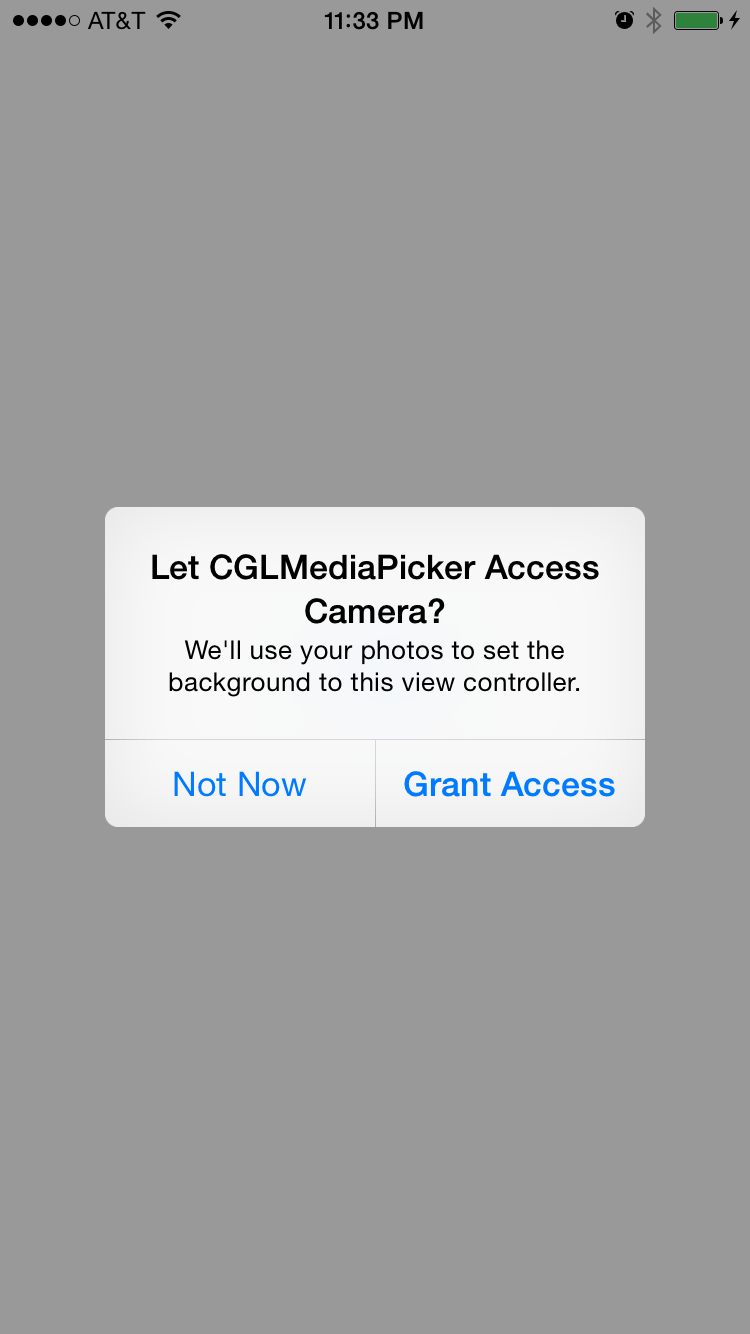 AT&T 11:33 PM
Let CGLMediaPicker Access
Camera?
We'll use your photos to set the
background to this view controller.
Not Now Grant Access